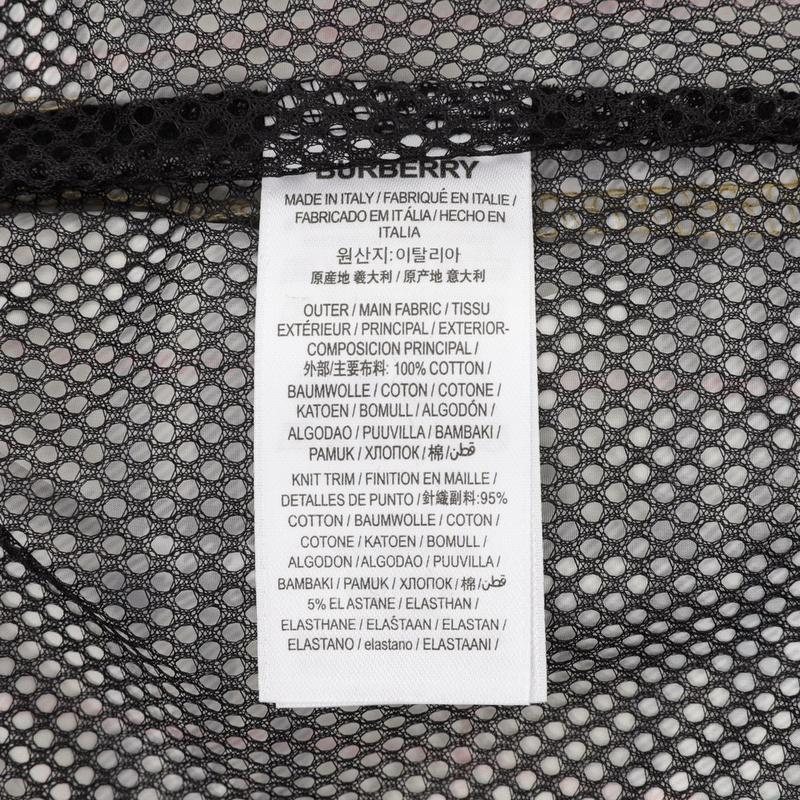 BURBERRY
MADE IN ITALY / FABRIQUÉ EN ITALIE /
FABRICADO EM ITÁLIA / HECHO EN
ITALIA
원산지:이탈리아
原産地 義大利 / 原产地 意大利
OUTER / MAIN FABRIC / TISSU
EXTÉRIEUR / PRINCIPAL / EXTERIOR-
COMPOSICION PRINCIPAL /
外部/主要布料: 100% COTTON /
BAUMWOLLE / COTON / COTONE /
KATOEN / BOMULL / ALGODÓN /
ALGODAO / PUUVILLA / BAMBAKI /
PAMUK / ХЛОПОК / 棉/قطن
KNIT TRIM / FINITION EN MAILLE /
DETALLES DE PUNTO / 針織副料:95%
COTTON / BAUMWOLLE / COTON /
COTONE / KATOEN / BOMULL /
ALGODON / ALGODAO / PUUVILLA /
BAMBAKI / PAMUK / ХЛОПОК / 棉/قطن
5% ELASTANE / ELASTHAN /
ELASTHANE / ELAŜTAAN / ELASTAN /
ELASTANO / elastano / ELASTAANI /